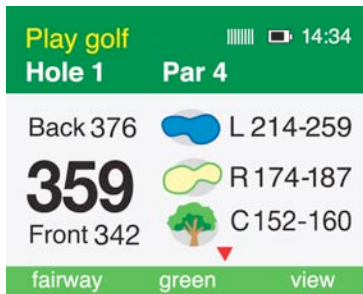 Play golf 14:34
Hole 1 Par 4
Back 376 L 214-259
359 R 174-187
Front 342 C 152-160
fairway green view